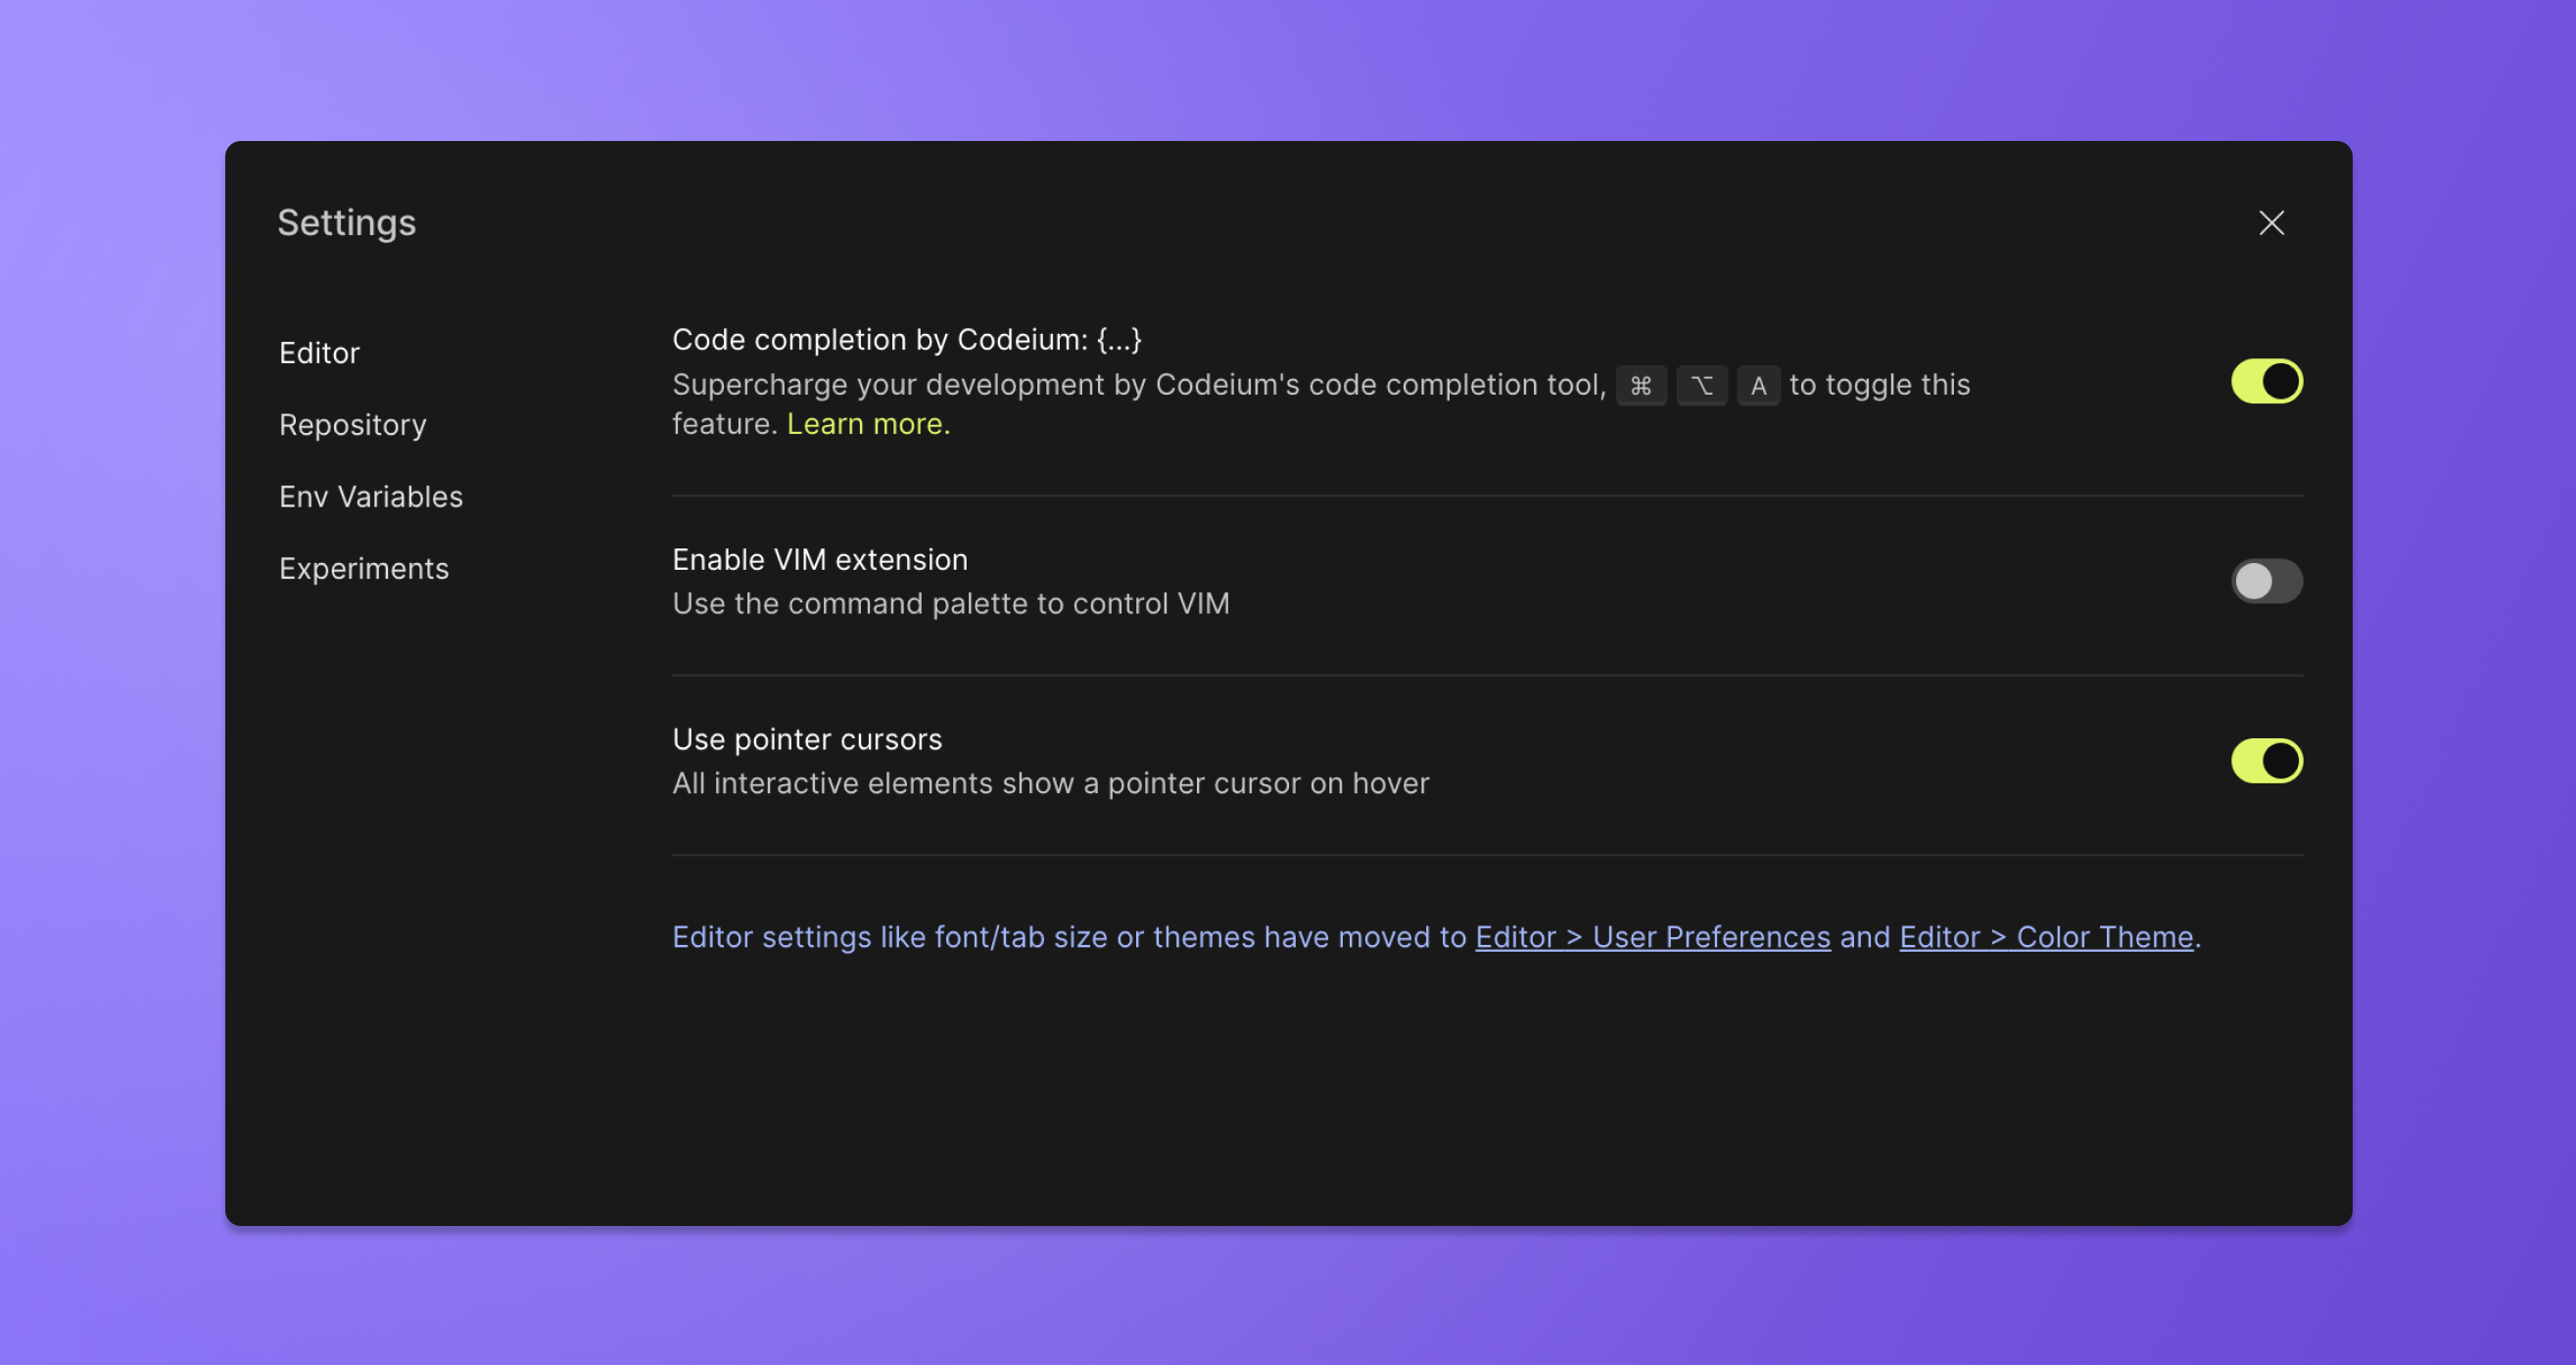 Settings
Editor
Repository
Env Variables
Experiments
Code completion by Codeium: {...}
Supercharge your development by Codeium's code completion tool, ⌘ ⌥ A to toggle this
feature. Learn more.
Enable VIM extension
Use the command palette to control VIM
Use pointer cursors
All interactive elements show a pointer cursor on hover
Editor settings like font/tab size or themes have moved to Editor > User Preferences and Editor > Color Theme.